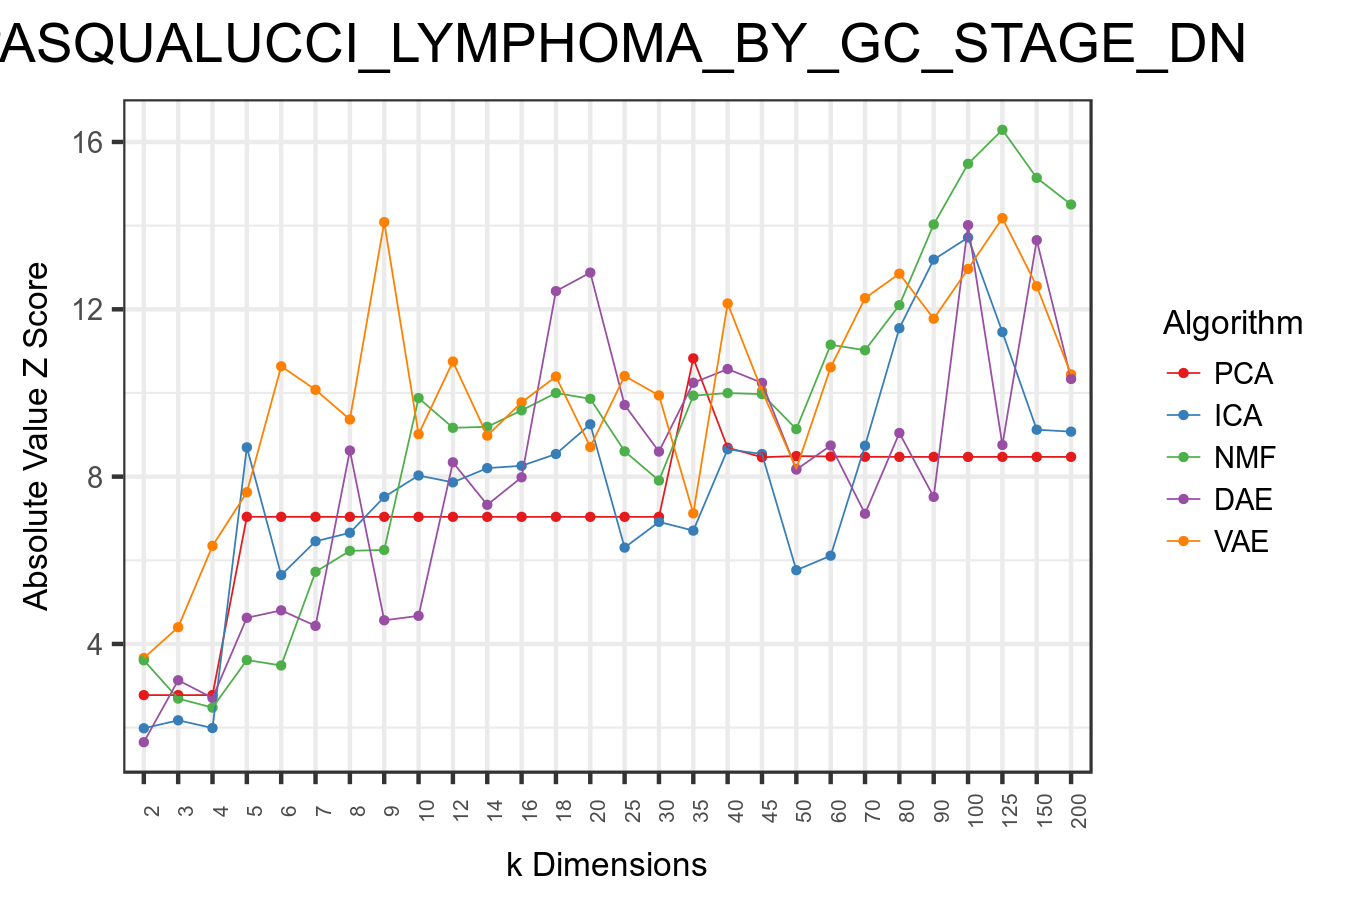 ASQUALUCCI_LYMPHOMA_BY_GC_STAGE_DN
Absolute Value Z Score
16
12
8
4
2 3 4 5 6 7 8 9 10 12 14 16 18 20 25 30 35 40 45 50 60 70 80 90 100 125 150 200
k Dimensions
Algorithm
PCA
ICA
NMF
DAE
VAE